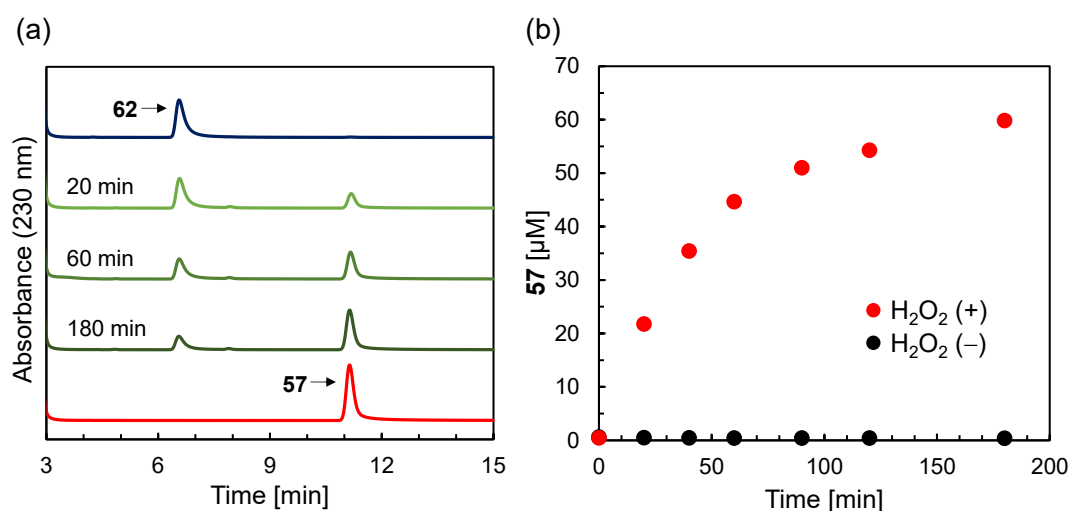 (a)
62
20 min
60 min
180 min
57
Absorbance (230 nm)
3 6 9 12 15
Time [min]
(b)
70
60
50
40
30
20
10
0
57 [µM]
H₂O₂ (+)
H₂O₂ (–)
0 50 100 150 200
Time [min]